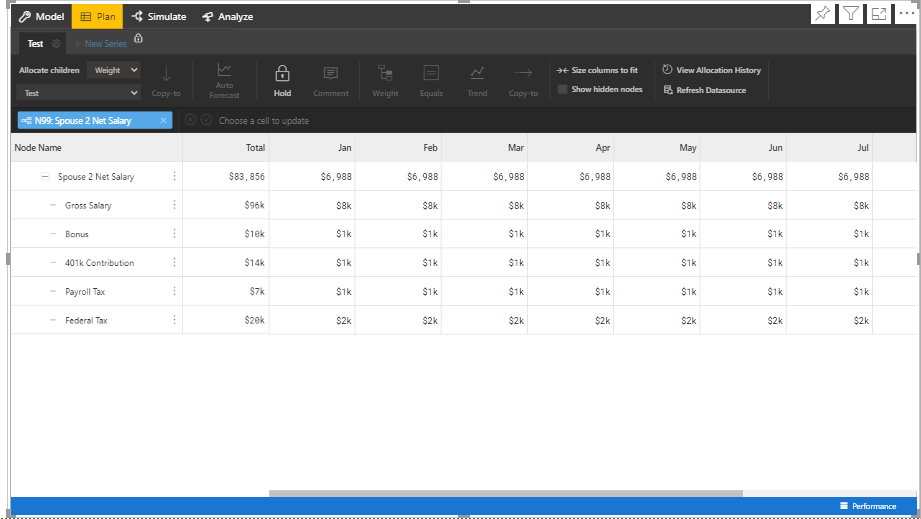 Model Plan Simulate Analyze
Test + New Series
Allocate children Weight
Test
Copy-to Auto Forecast Hold Comment Weight Equals Trend Copy-to
Size columns to fit
Show hidden nodes
View Allocation History
Refresh Datasource
N99: Spouse 2 Net Salary × Choose a cell to update
Node Name Total Jan Feb Mar Apr May Jun Jul
Spouse 2 Net Salary $83,856 $6,988 $6,988 $6,988 $6,988 $6,988 $6,988 $6,988
Gross Salary $96k $8k $8k $8k $8k $8k $8k $8k
Bonus $10k $1k $1k $1k $1k $1k $1k $1k
401k Contribution $14k $1k $1k $1k $1k $1k $1k $1k
Payroll Tax $7k $1k $1k $1k $1k $1k $1k $1k
Federal Tax $20k $2k $2k $2k $2k $2k $2k $2k
Performance